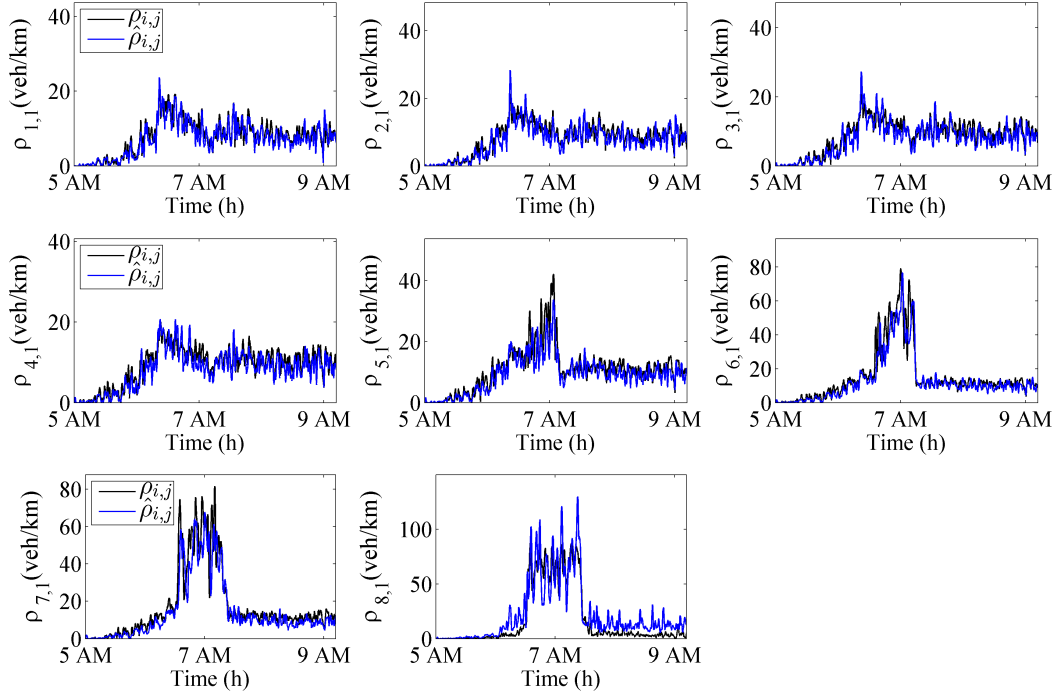 ρ1,1(veh/km)
40
20
0
ρi,j
ρ̂i,j
5 AM 7 AM 9 AM
Time (h)
ρ2,1(veh/km)
40
20
0
5 AM 7 AM 9 AM
Time (h)
ρ3,1(veh/km)
40
20
0
5 AM 7 AM 9 AM
Time (h)
ρ4,1(veh/km)
40
20
0
ρi,j
ρ̂i,j
5 AM 7 AM 9 AM
Time (h)
ρ5,1(veh/km)
40
20
0
5 AM 7 AM 9 AM
Time (h)
ρ6,1(veh/km)
80
60
40
20
0
5 AM 7 AM 9 AM
Time (h)
ρ7,1(veh/km)
80
60
40
20
0
ρi,j
ρ̂i,j
5 AM 7 AM 9 AM
Time (h)
ρ8,1(veh/km)
100
50
0
5 AM 7 AM 9 AM
Time (h)